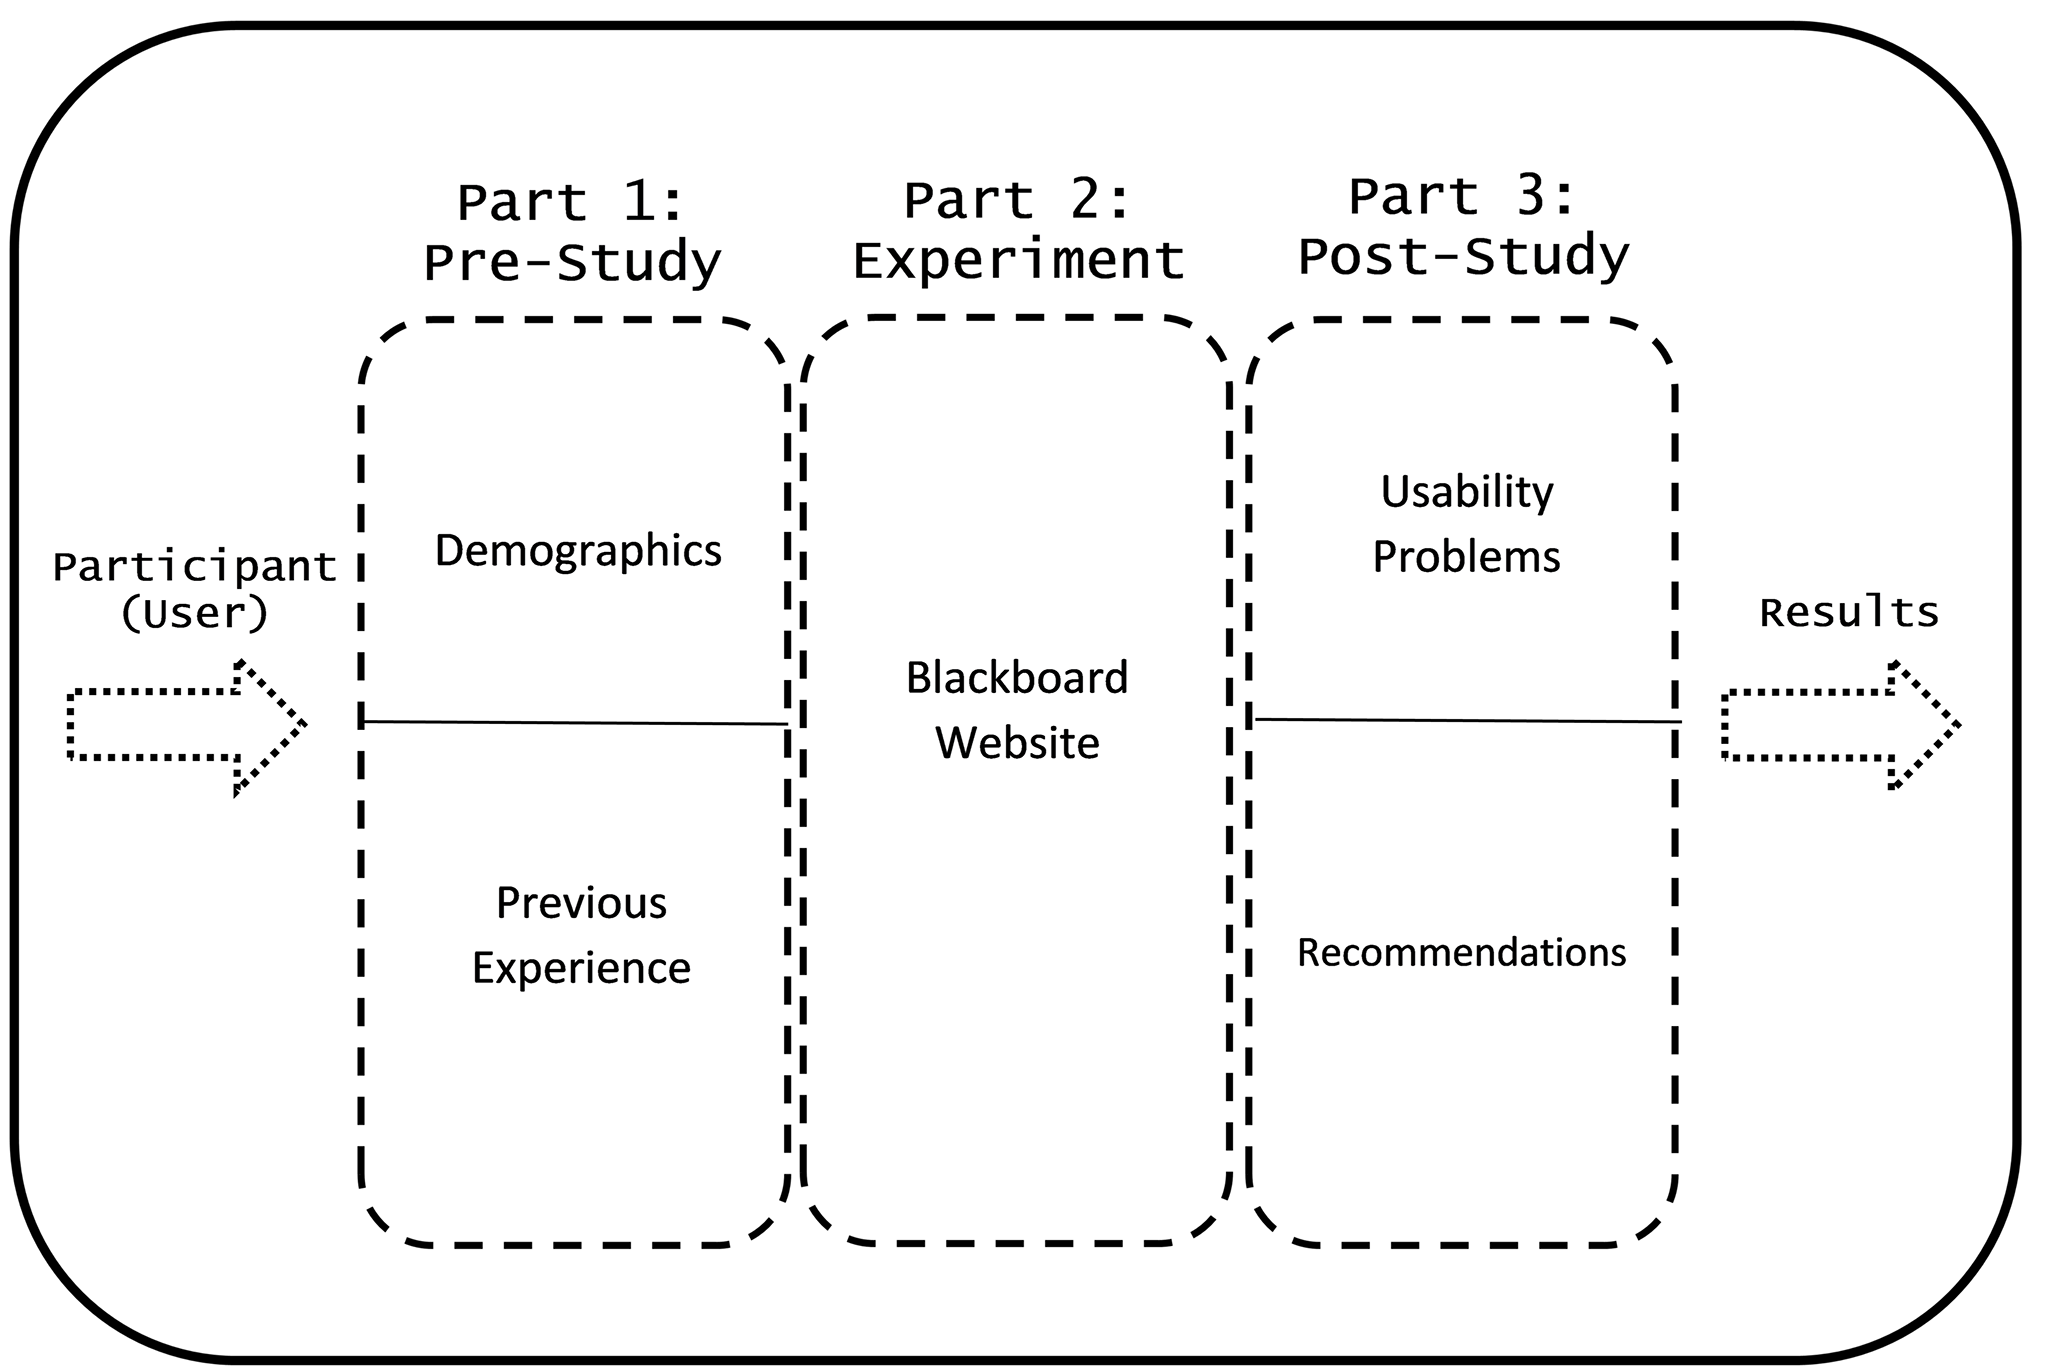 Participant
(User)
Part 1:
Pre-Study
Demographics
Previous
Experience
Part 2:
Experiment
Blackboard
Website
Part 3:
Post-Study
Usability
Problems
Recommendations
Results